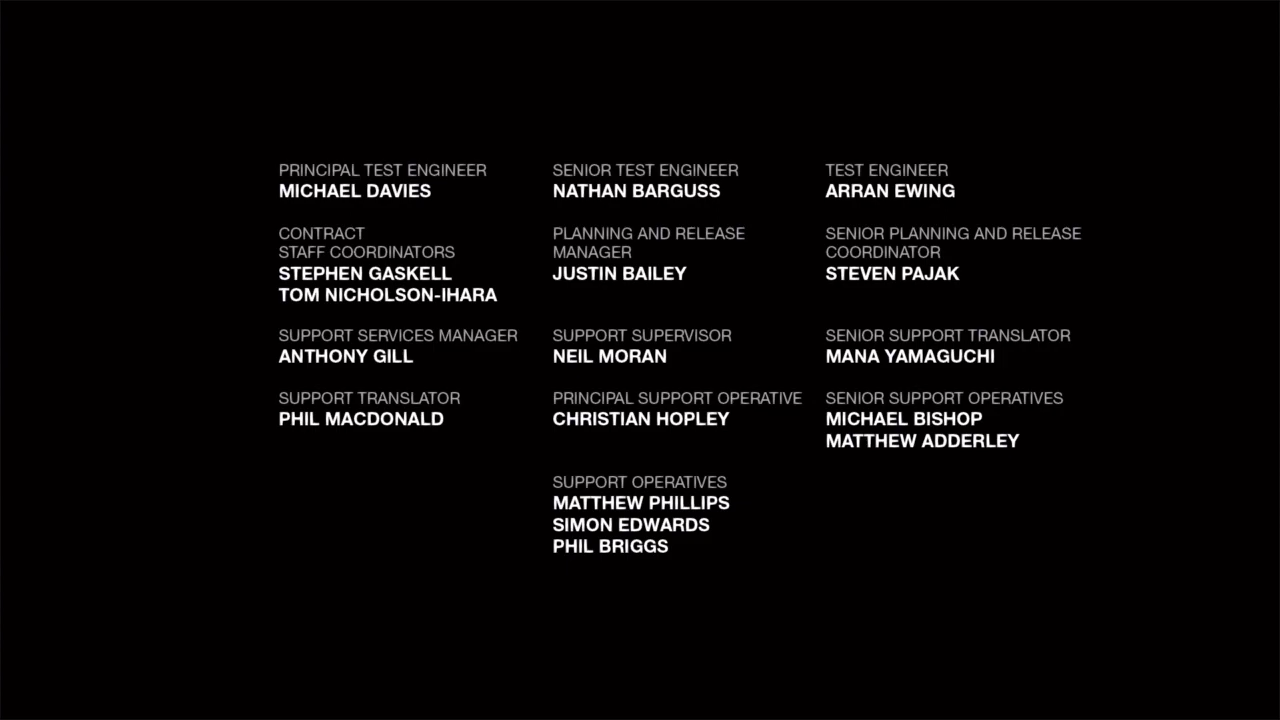 PRINCIPAL TEST ENGINEER
MICHAEL DAVIES
SENIOR TEST ENGINEER
NATHAN BARGUSS
TEST ENGINEER
ARRAN EWING
CONTRACT
STAFF COORDINATORS
STEPHEN GASKELL
TOM NICHOLSON-IHARA
PLANNING AND RELEASE
MANAGER
JUSTIN BAILEY
SENIOR PLANNING AND RELEASE
COORDINATOR
STEVEN PAJAK
SUPPORT SERVICES MANAGER
ANTHONY GILL
SUPPORT SUPERVISOR
NEIL MORAN
SENIOR SUPPORT TRANSLATOR
MANA YAMAGUCHI
SUPPORT TRANSLATOR
PHIL MACDONALD
PRINCIPAL SUPPORT OPERATIVE
CHRISTIAN HOPLEY
SENIOR SUPPORT OPERATIVES
MICHAEL BISHOP
MATTHEW ADDERLEY
SUPPORT OPERATIVES
MATTHEW PHILLIPS
SIMON EDWARDS
PHIL BRIGGS